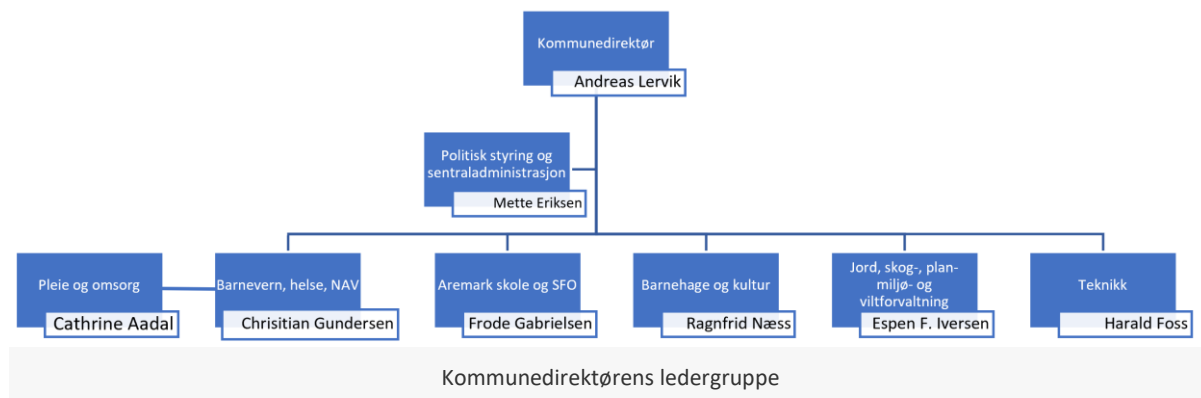 Kommunedirektør
Andreas Lervik
Politisk styring og
sentraladministrasjon
Mette Eriksen
Pleie og omsorg
Cathrine Aadal
Barnevern, helse, NAV
Chrisitian Gundersen
Aremark skole og SFO
Frode Gabrielsen
Barnehage og kultur
Ragnfrid Næss
Jord, skog-, plan-
miljø- og
viltforvaltning
Espen F. Iversen
Teknikk
Harald Foss
Kommunedirektørens ledergruppe